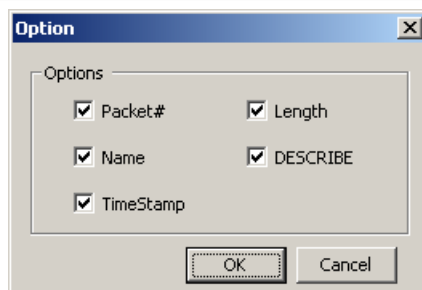 Option
Options
Packet# Length
Name DESCRIBE
TimeStamp
OK Cancel